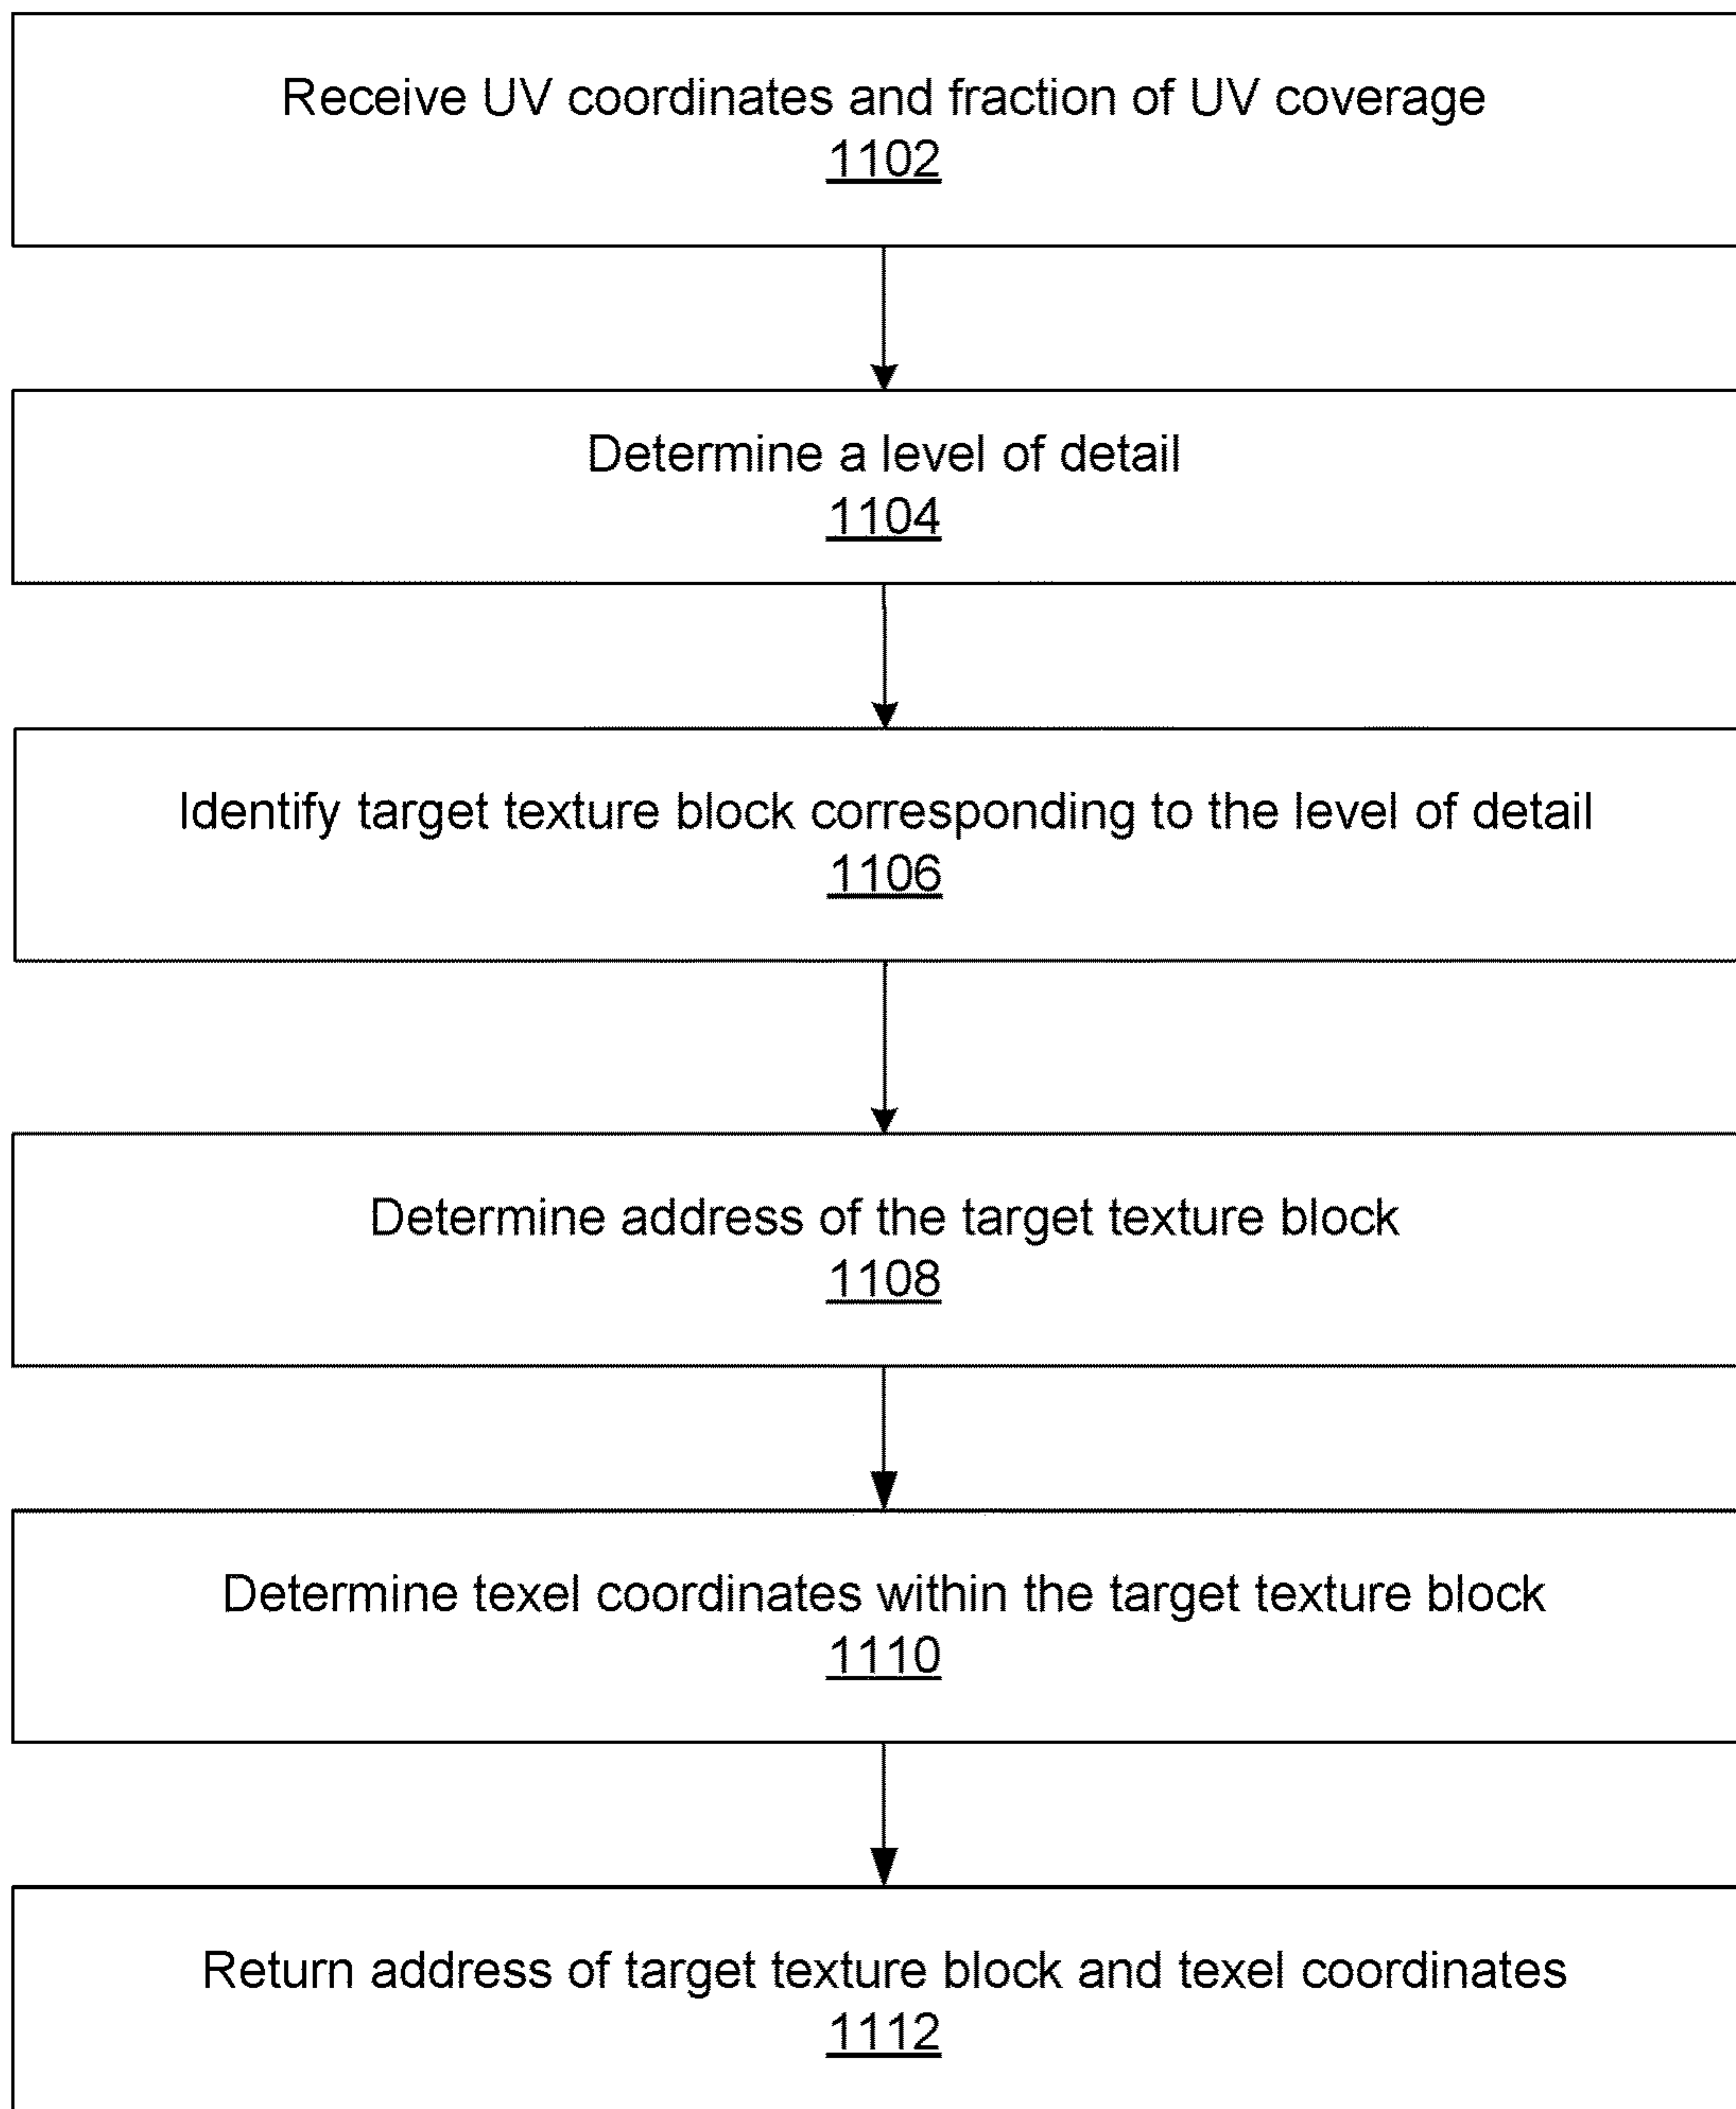 Receive UV coordinates and fraction of UV coverage
1102
Determine a level of detail
1104
Identify target texture block corresponding to the level of detail
1106
Determine address of the target texture block
1108
Determine texel coordinates within the target texture block
1110
Return address of target texture block and texel coordinates
1112